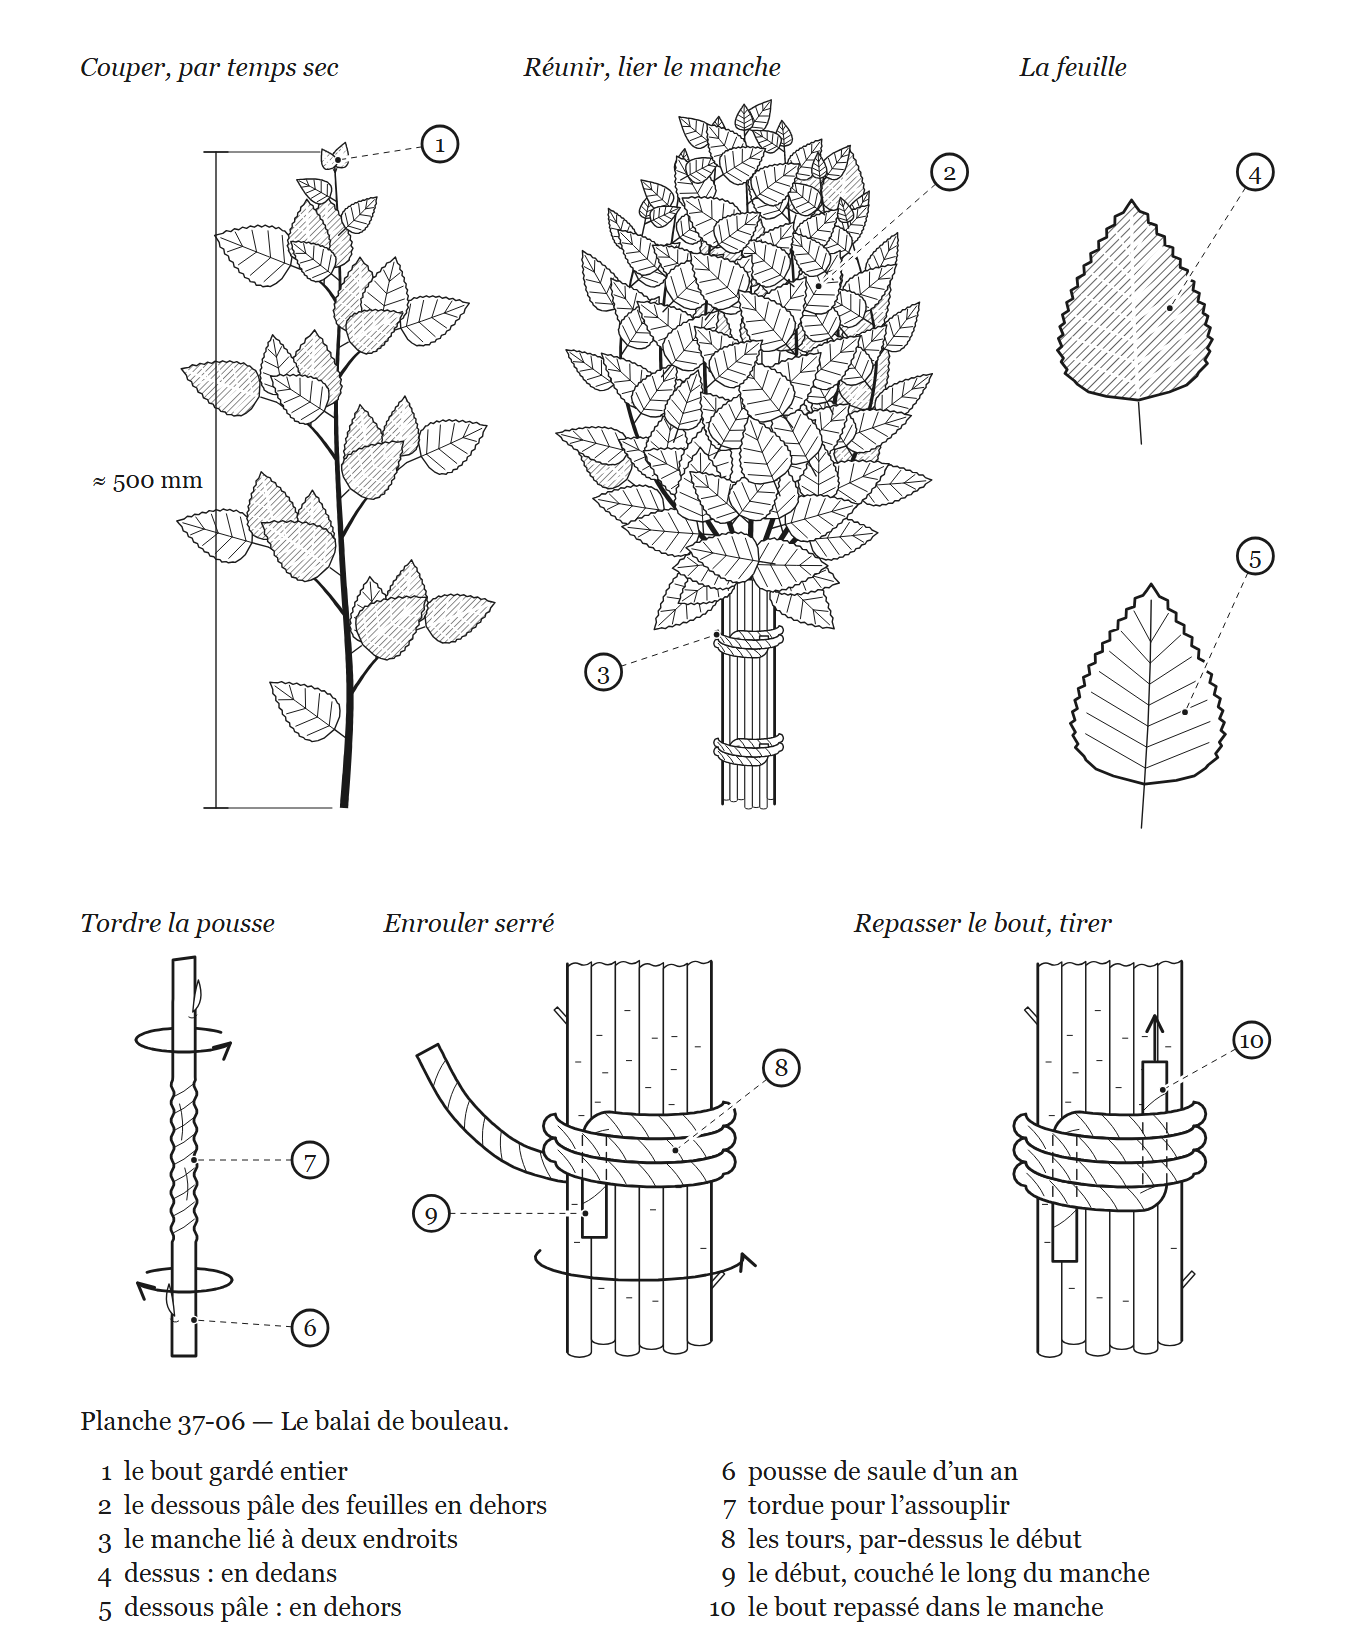 Couper, par temps sec
Réunir, lier le manche
La feuille
1
2
4
≈ 500 mm
5
3
Tordre la pousse
Enrouler serré
Repasser le bout, tirer
10
8
7
9
6
Planche 37-06 — Le balai de bouleau.
1 le bout gardé entier
2 le dessous pâle des feuilles en dehors
3 le manche lié à deux endroits
4 dessus : en dedans
5 dessous pâle : en dehors
6 pousse de saule d’un an
7 tordue pour l’assouplir
8 les tours, par-dessus le début
9 le début, couché le long du manche
10 le bout repassé dans le manche